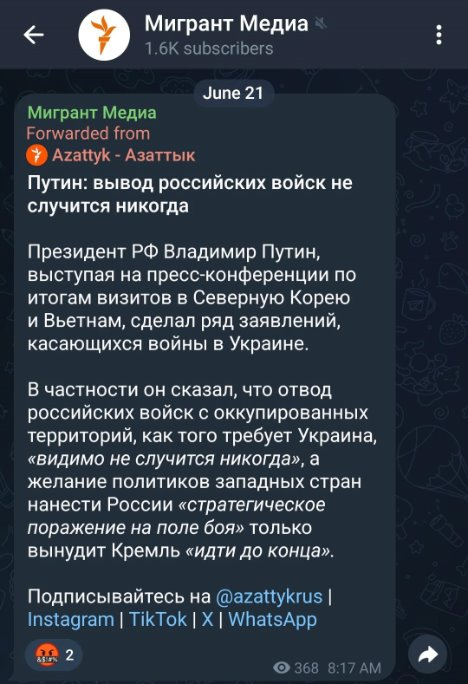 Мигрант Медиа
1.6K subscribers
June 21
Мигрант Медиа
Forwarded from
Azattyk - Азаттык
Путин: вывод российских войск не
случится никогда
Президент РФ Владимир Путин,
выступая на пресс-конференции по
итогам визитов в Северную Корею
и Вьетнам, сделал ряд заявлений,
касающихся войны в Украине.
В частности он сказал, что отвод
российских войск с оккупированных
территорий, как того требует Украина,
«видимо не случится никогда», а
желание политиков западных стран
нанести России «стратегическое
поражение на поле боя» только
вынудит Кремль «идти до конца».
Подписывайтесь на @azattykrus |
Instagram | TikTok | X | WhatsApp
&$!#% 2
368 8:17 AM